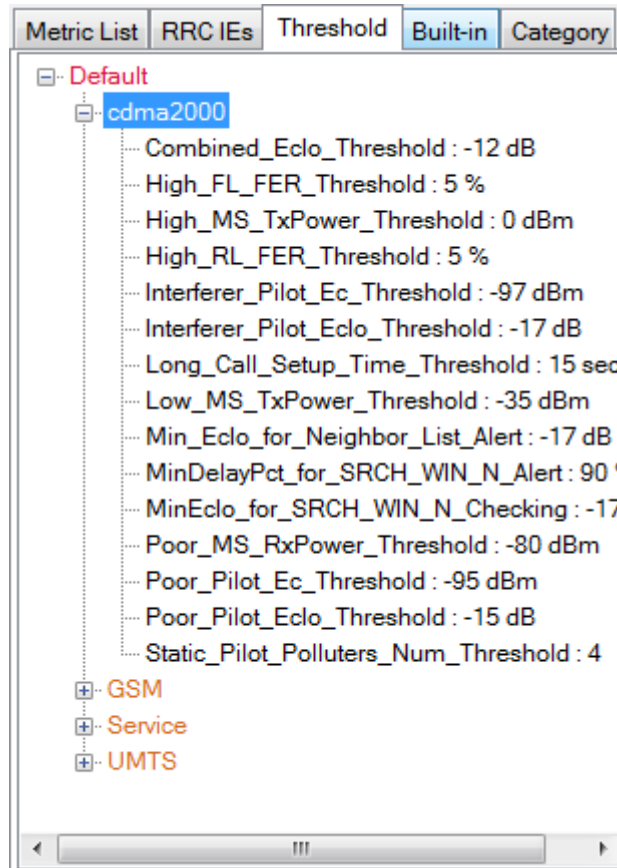 Metric List RRC IEs Threshold Built-in Category
Default
cdma2000
Combined_EcIo_Threshold : -12 dB
High_FL_FER_Threshold : 5 %
High_MS_TxPower_Threshold : 0 dBm
High_RL_FER_Threshold : 5 %
Interferer_Pilot_Ec_Threshold : -97 dBm
Interferer_Pilot_EcIo_Threshold : -17 dB
Long_Call_Setup_Time_Threshold : 15 sec
Low_MS_TxPower_Threshold : -35 dBm
Min_EcIo_for_Neighbor_List_Alert : -17 dB
MinDelayPct_for_SRCH_WIN_N_Alert : 90
MinEcIo_for_SRCH_WIN_N_Checking : -17
Poor_MS_RxPower_Threshold : -80 dBm
Poor_Pilot_Ec_Threshold : -95 dBm
Poor_Pilot_EcIo_Threshold : -15 dB
Static_Pilot_Polluters_Num_Threshold : 4
GSM
Service
UMTS